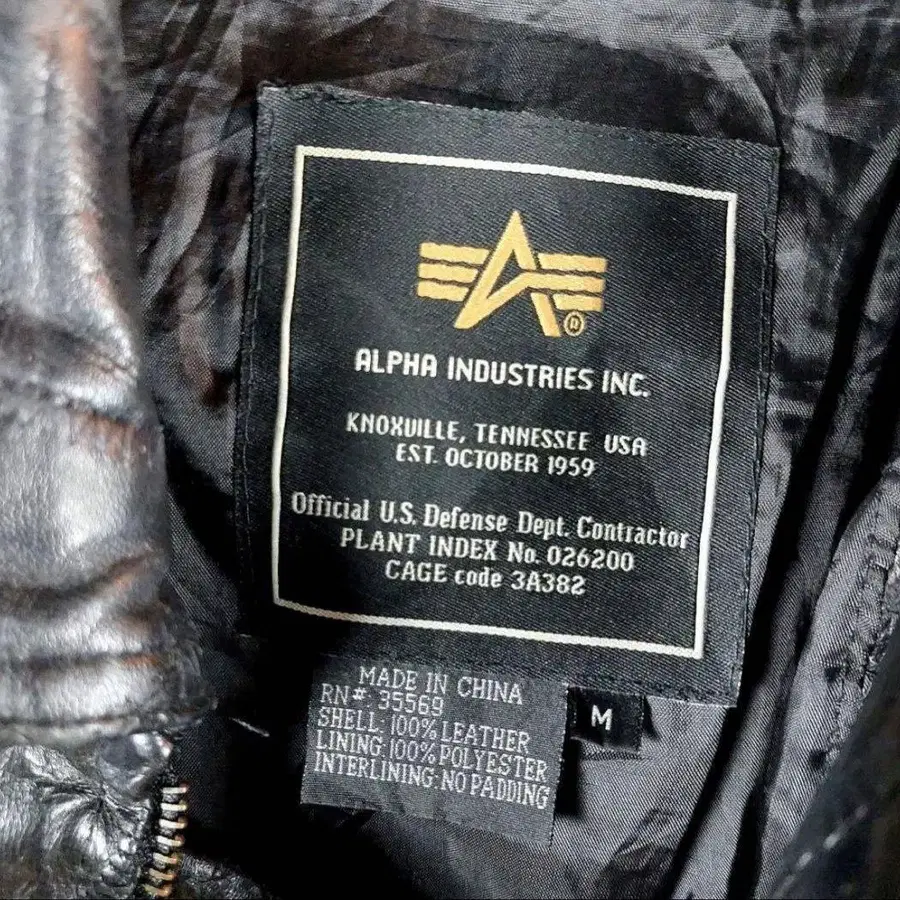 ®
ALPHA INDUSTRIES INC.
KNOXVILLE, TENNESSEE USA
EST. OCTOBER 1959
Official U.S. Defense Dept. Contractor
PLANT INDEX No. 026200
CAGE code 3A382
MADE IN CHINA
RN#: 35569
SHELL: 100% LEATHER
LINING: 100% POLYESTER
INTERLINING: NO PADDING
M